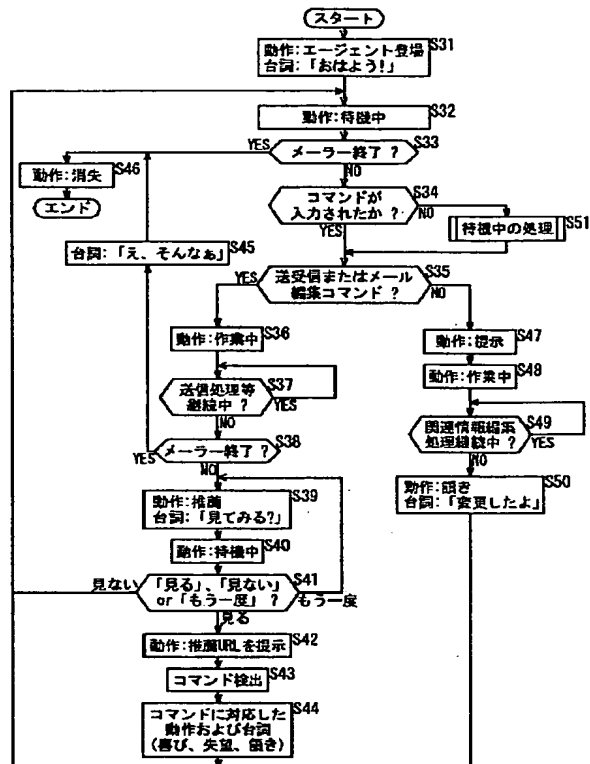 スタート
動作:エージェント登場
台詞:「おはよう!」
S31
動作:待機中
S32
メーラー終了 ?
S33
YES
NO
動作:消失
S46
エンド
コマンドが
入力されたか ?
S34
NO
YES
待機中の処理
S51
台詞:「え、そんなぁ」
S45
送受信またはメール
編集コマンド ?
S35
YES
NO
動作:作業中
S36
動作:提示
S47
動作:作業中
S48
送信処理等
継続中 ?
S37
YES
NO
関連情報編集
処理継続中 ?
S49
YES
NO
メーラー終了 ?
S38
YES
NO
動作:推薦
台詞:「見てみる?」
S39
動作:頷き
台詞:「変更したよ」
S50
動作:待機中
S40
「見る」、「見ない」
or「もう一度」 ?
S41
見ない
もう一度
見る
動作:推薦URLを提示
S42
コマンド検出
S43
コマンドに対応した
動作および台詞
(喜び、失望、頷き)
S44